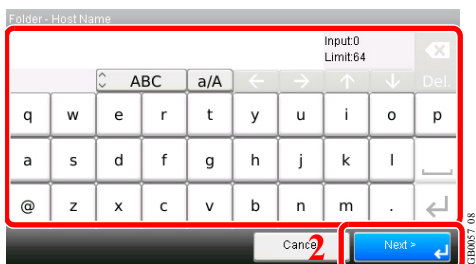 Folder - Host Name
Input:0
Limit:64
ABC a/A ← → ↑ ↓ Del.
q w e r t y u i o p
a s d f g h j k l
@ z x c v b n m .
Cancel 2 Next >
GB0057_08